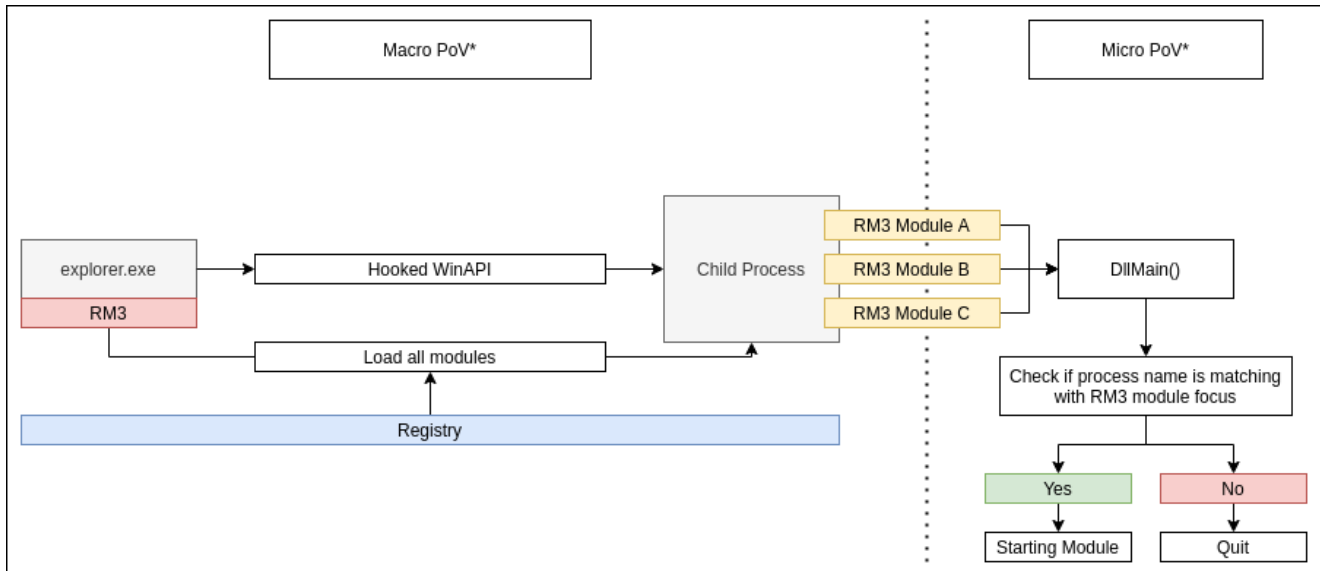 Macro PoV*
Micro PoV*
explorer.exe
RM3
Hooked WinAPI
Load all modules
Registry
Child Process
RM3 Module A
RM3 Module B
RM3 Module C
DllMain()
Check if process name is matching
with RM3 module focus
Yes
No
Starting Module
Quit